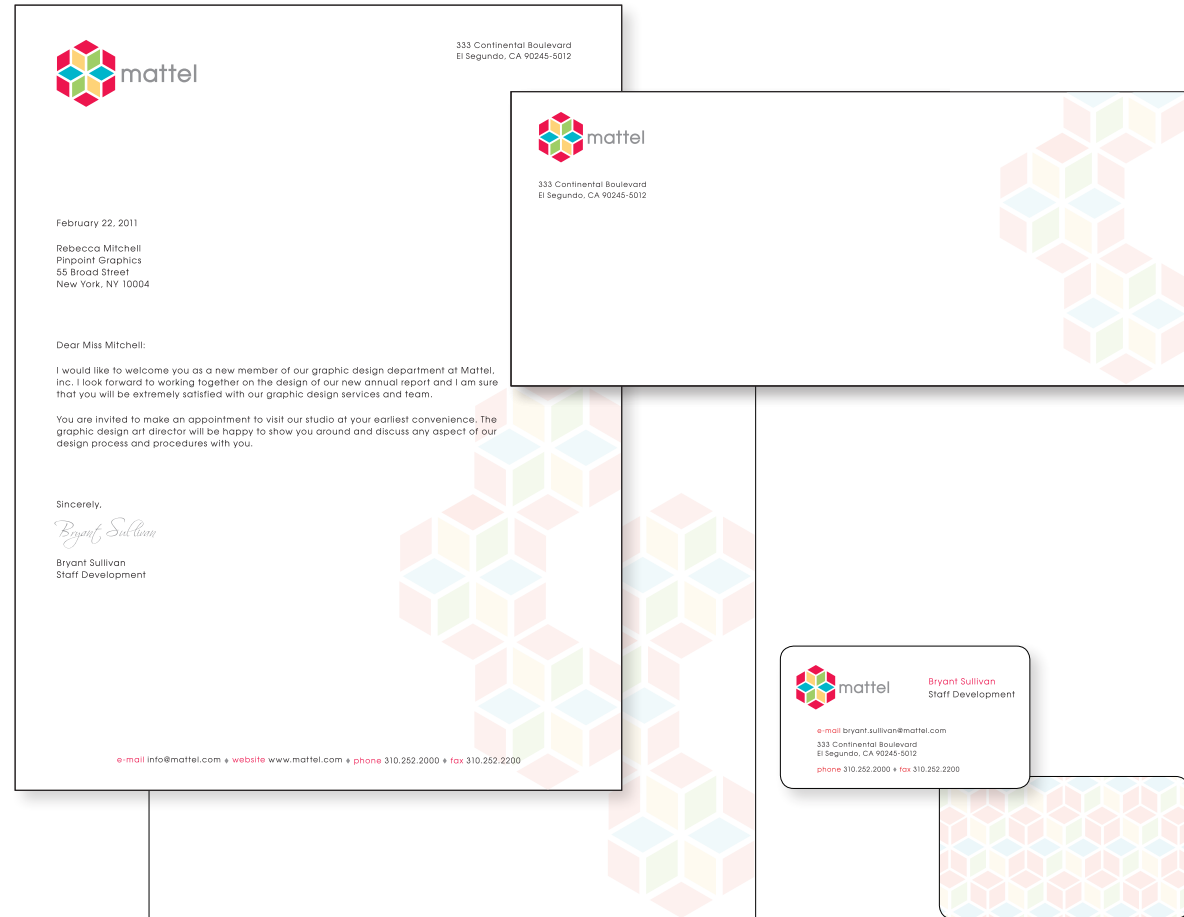 mattel
333 Continental Boulevard
El Segundo, CA 90245-5012
February 22, 2011
Rebecca Mitchell
Pinpoint Graphics
55 Broad Street
New York, NY 10004
Dear Miss Mitchell:
I would like to welcome you as a new member of our graphic design department at Mattel,
inc. I look forward to working together on the design of our new annual report and I am sure
that you will be extremely satisfied with our graphic design services and team.
You are invited to make an appointment to visit our studio at your earliest convenience. The
graphic design art director will be happy to show you around and discuss any aspect of our
design process and procedures with you.
Sincerely,
Bryant Sullivan
Bryant Sullivan
Staff Development
e-mail info@mattel.com ♦ website www.mattel.com ♦ phone 310.252.2000 ♦ fax 310.252.2200
mattel
333 Continental Boulevard
El Segundo, CA 90245-5012
mattel
Bryant Sullivan
Staff Development
e-mail bryant.sullivan@mattel.com
333 Continental Boulevard
El Segundo, CA 90245-5012
phone 310.252.2000 ♦ fax 310.252.2200